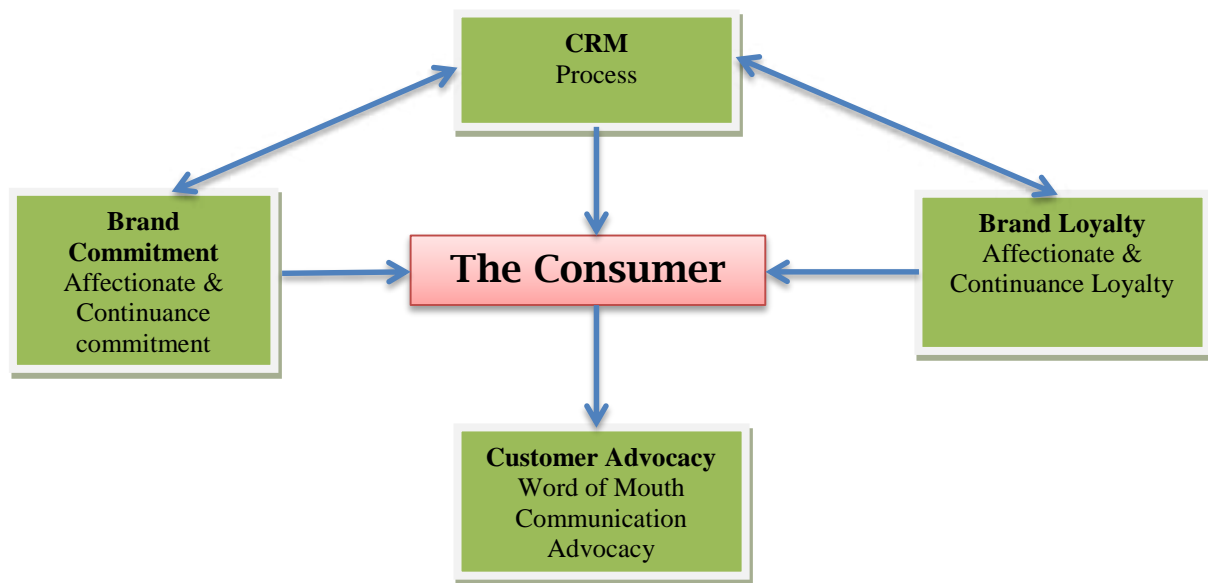 CRM
Process
Brand
Commitment
Affectionate &
Continuance
commitment
The Consumer
Brand Loyalty
Affectionate &
Continuance Loyalty
Customer Advocacy
Word of Mouth
Communication
Advocacy